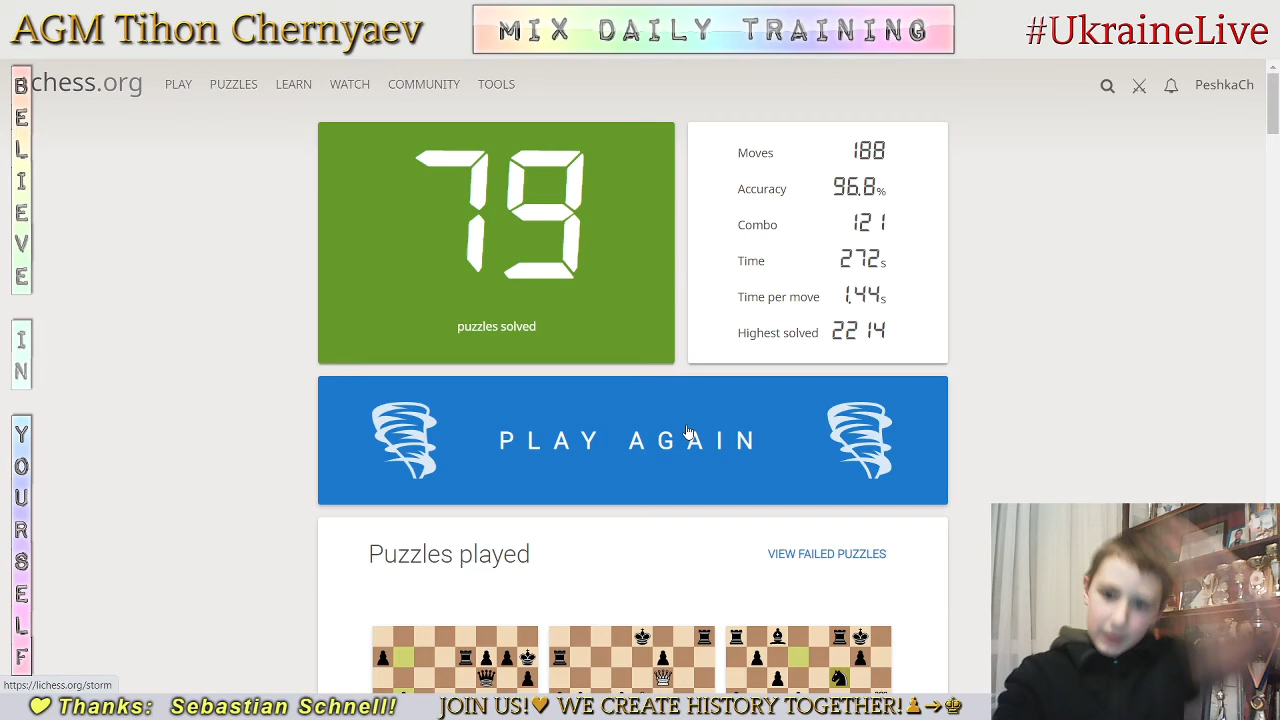 AGM Tihon Chernyaev
MIX DAILY TRAINING
#UkraineLive
BELIEVE
IN
YOURSELF
chess.org
PLAY PUZZLES LEARN WATCH COMMUNITY TOOLS
PeshkaCh
79
puzzles solved
Moves 188
Accuracy 96.8%
Combo 121
Time 272s
Time per move 1.44s
Highest solved 2214
PLAY AGAIN
Puzzles played
VIEW FAILED PUZZLES
https://lichess.org/storm
Thanks: Sebastian Schnell!
JOIN US! WE CREATE HISTORY TOGETHER!